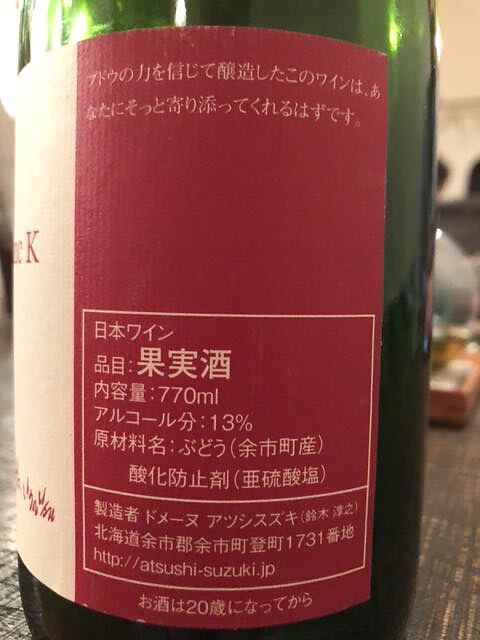 ブドウの力を信じて醸造したこのワインは、あ
なたにそっと寄り添ってくれるはずです。
K
日本ワイン
品目:果実酒
内容量:770ml
アルコール分:13%
原材料名:ぶどう(余市町産)
酸化防止剤(亜硫酸塩)
製造者 ドメーヌ アツシスズキ(鈴木 淳之)
北海道余市郡余市町登町1731番地
http://atsushi-suzuki.jp
お酒は20歳になってから